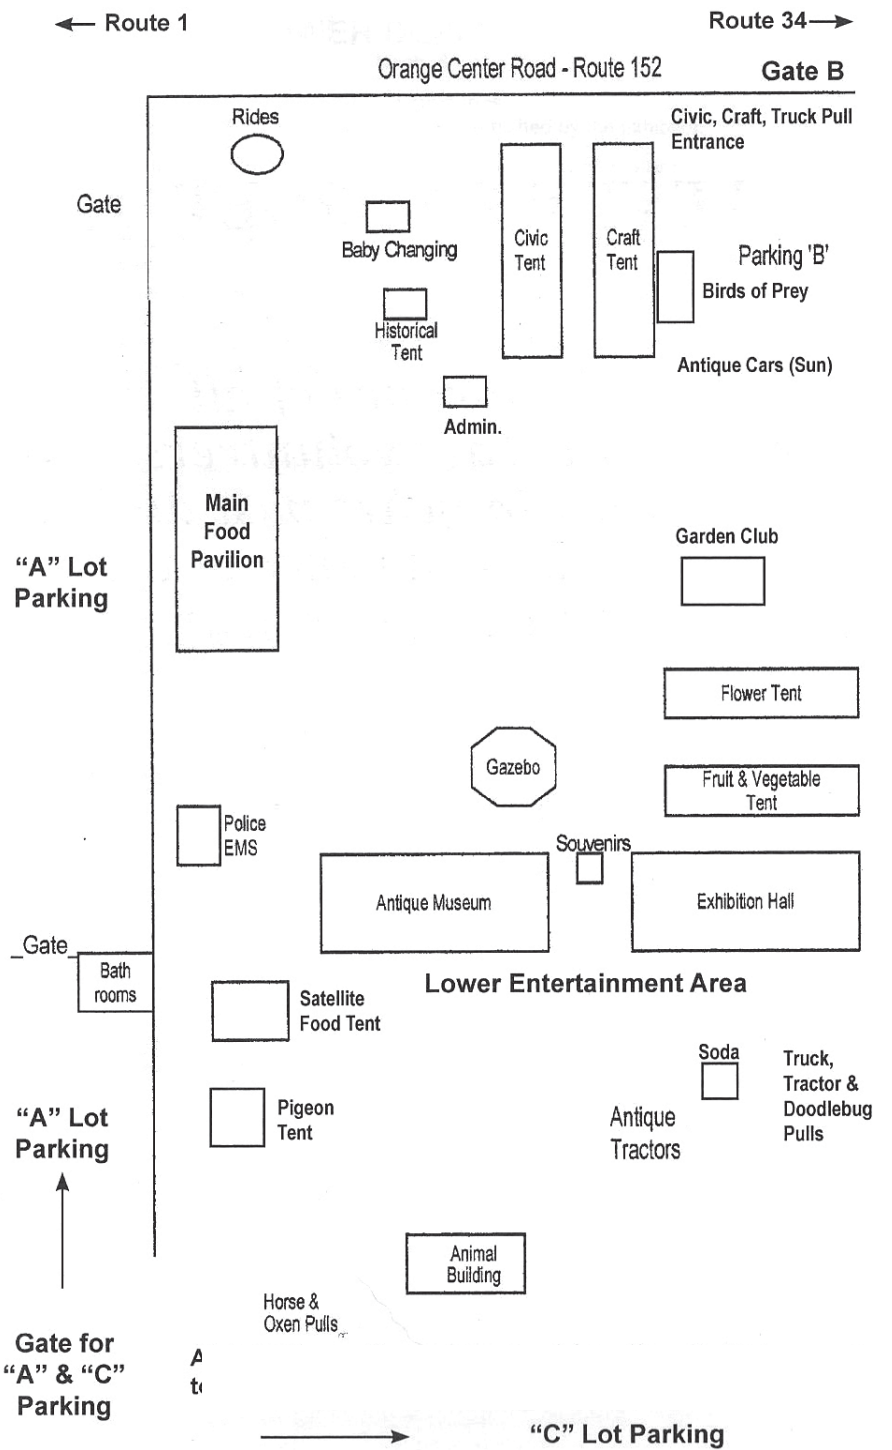 Route 1
Route 34
Orange Center Road - Route 152
Gate B
Rides
Civic, Craft, Truck Pull
Entrance
Gate
Baby Changing
Civic
Tent
Craft
Tent
Parking 'B'
Birds of Prey
Historical
Tent
Antique Cars (Sun)
Admin.
Main
Food
Pavilion
Garden Club
"A" Lot
Parking
Flower Tent
Gazebo
Fruit & Vegetable
Tent
Police
EMS
Souvenirs
Antique Museum
Exhibition Hall
_Gate_
Bath
rooms
Lower Entertainment Area
Satellite
Food Tent
Soda
Truck,
Tractor &
Doodlebug
Pulls
Pigeon
Tent
Antique
Tractors
"A" Lot
Parking
Animal
Building
Horse &
Oxen Pulls
Gate for
"A" & "C"
Parking
"C" Lot Parking